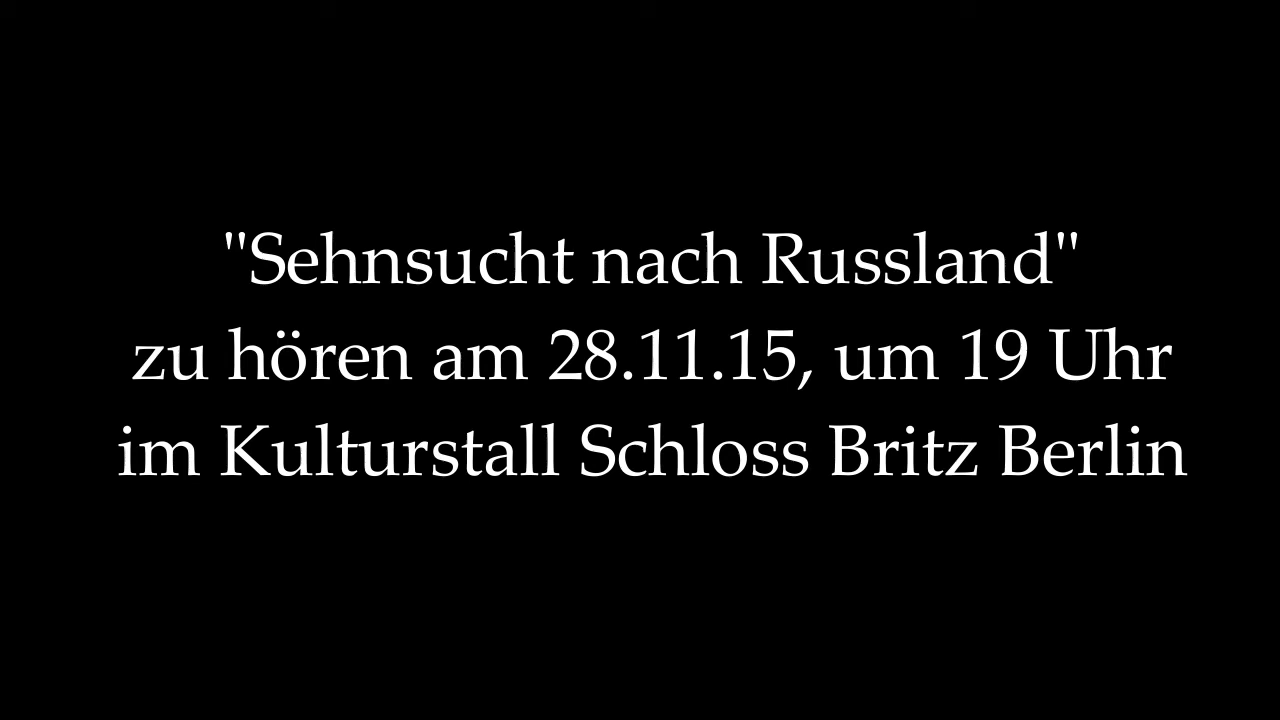 "Sehnsucht nach Russland"
zu hören am 28.11.15, um 19 Uhr
im Kulturstall Schloss Britz Berlin